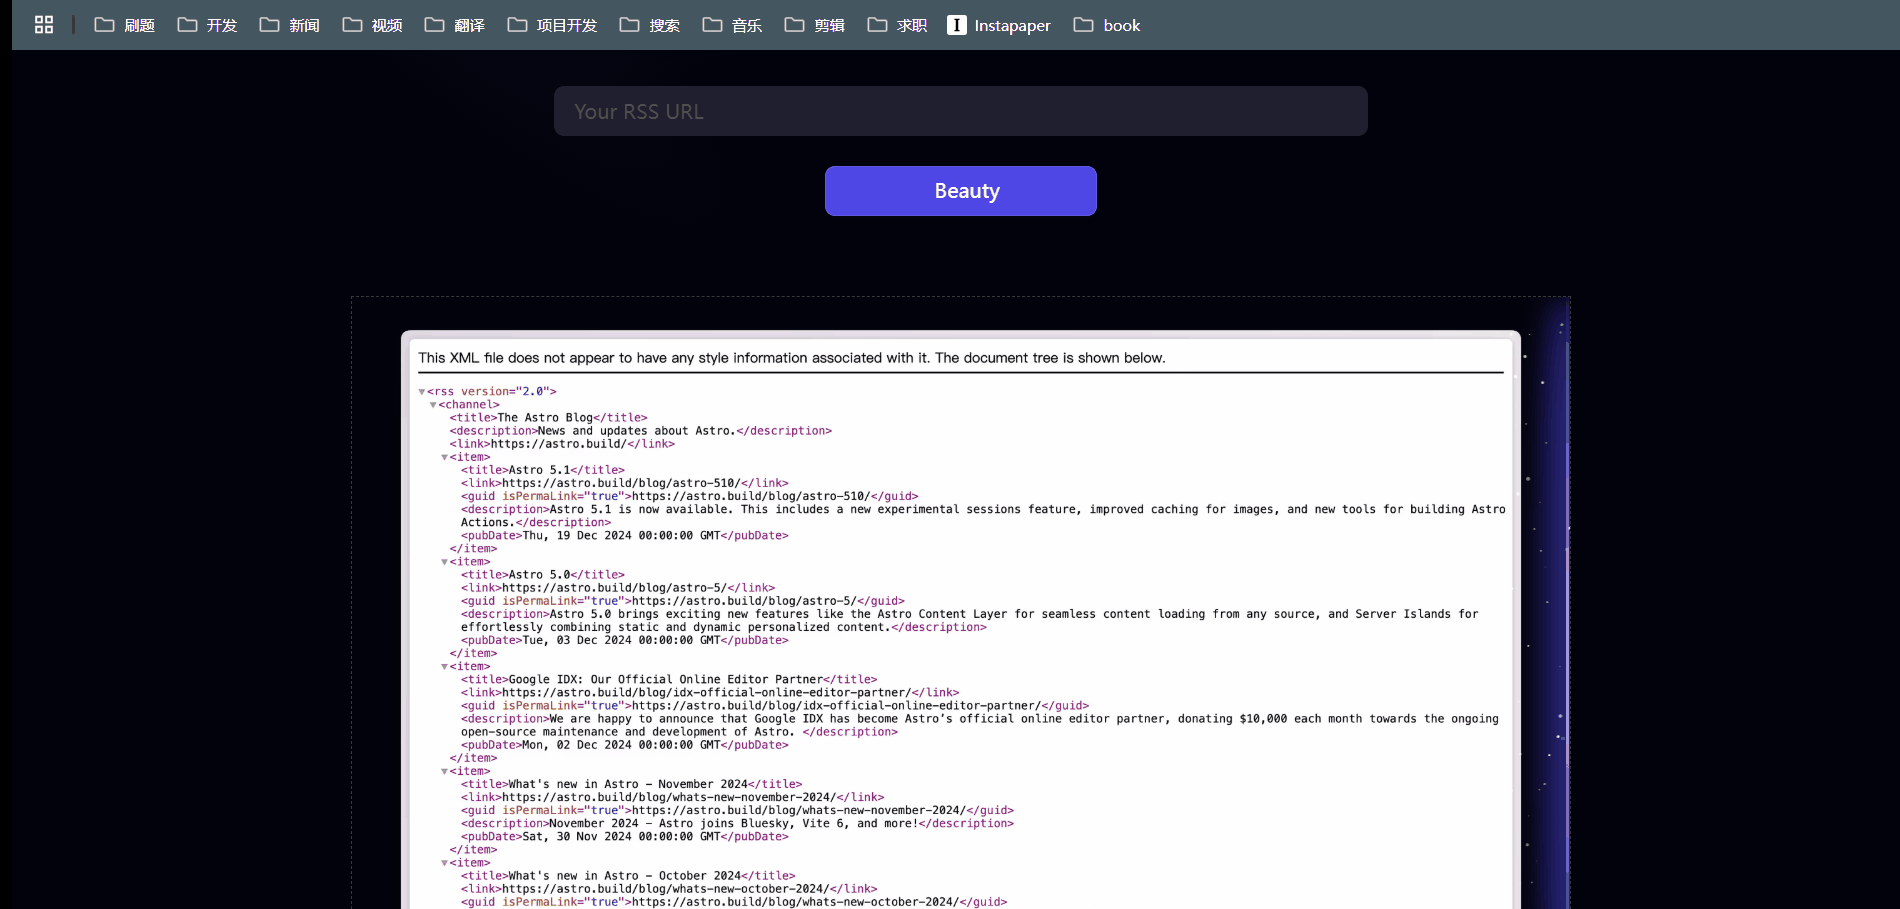 刷题 开发 新闻 视频 翻译 项目开发 搜索 音乐 剪辑 求职 Instapaper book
Your RSS URL
Beauty
This XML file does not appear to have any style information associated with it. The document tree is shown below.
<rss version="2.0">
<channel>
<title>The Astro Blog</title>
<description>News and updates about Astro.</description>
<link>https://astro.build/</link>
<item>
<title>Astro 5.1</title>
<link>https://astro.build/blog/astro-510/</link>
<guid isPermaLink="true">https://astro.build/blog/astro-510/</guid>
<description>Astro 5.1 is now available. This includes a new experimental sessions feature, improved caching for images, and new tools for building Astro
Actions.</description>
<pubDate>Thu, 19 Dec 2024 00:00:00 GMT</pubDate>
</item>
<item>
<title>Astro 5.0</title>
<link>https://astro.build/blog/astro-5/</link>
<guid isPermaLink="true">https://astro.build/blog/astro-5/</guid>
<description>Astro 5.0 brings exciting new features like the Astro Content Layer for seamless content loading from any source, and Server Islands for
effortlessly combining static and dynamic personalized content.</description>
<pubDate>Tue, 03 Dec 2024 00:00:00 GMT</pubDate>
</item>
<item>
<title>Google IDX: Our Official Online Editor Partner</title>
<link>https://astro.build/blog/idx-official-online-editor-partner/</link>
<guid isPermaLink="true">https://astro.build/blog/idx-official-online-editor-partner/</guid>
<description>We are happy to announce that Google IDX has become Astro’s official online editor partner, donating $10,000 each month towards the ongoing
open-source maintenance and development of Astro. </description>
<pubDate>Mon, 02 Dec 2024 00:00:00 GMT</pubDate>
</item>
<item>
<title>What's new in Astro - November 2024</title>
<link>https://astro.build/blog/whats-new-november-2024/</link>
<guid isPermaLink="true">https://astro.build/blog/whats-new-november-2024/</guid>
<description>November 2024 - Astro joins Bluesky, Vite 6, and more!</description>
<pubDate>Sat, 30 Nov 2024 00:00:00 GMT</pubDate>
</item>
<item>
<title>What's new in Astro - October 2024</title>
<link>https://astro.build/blog/whats-new-october-2024/</link>
<guid isPermaLink="true">https://astro.build/blog/whats-new-october-2024/</guid>